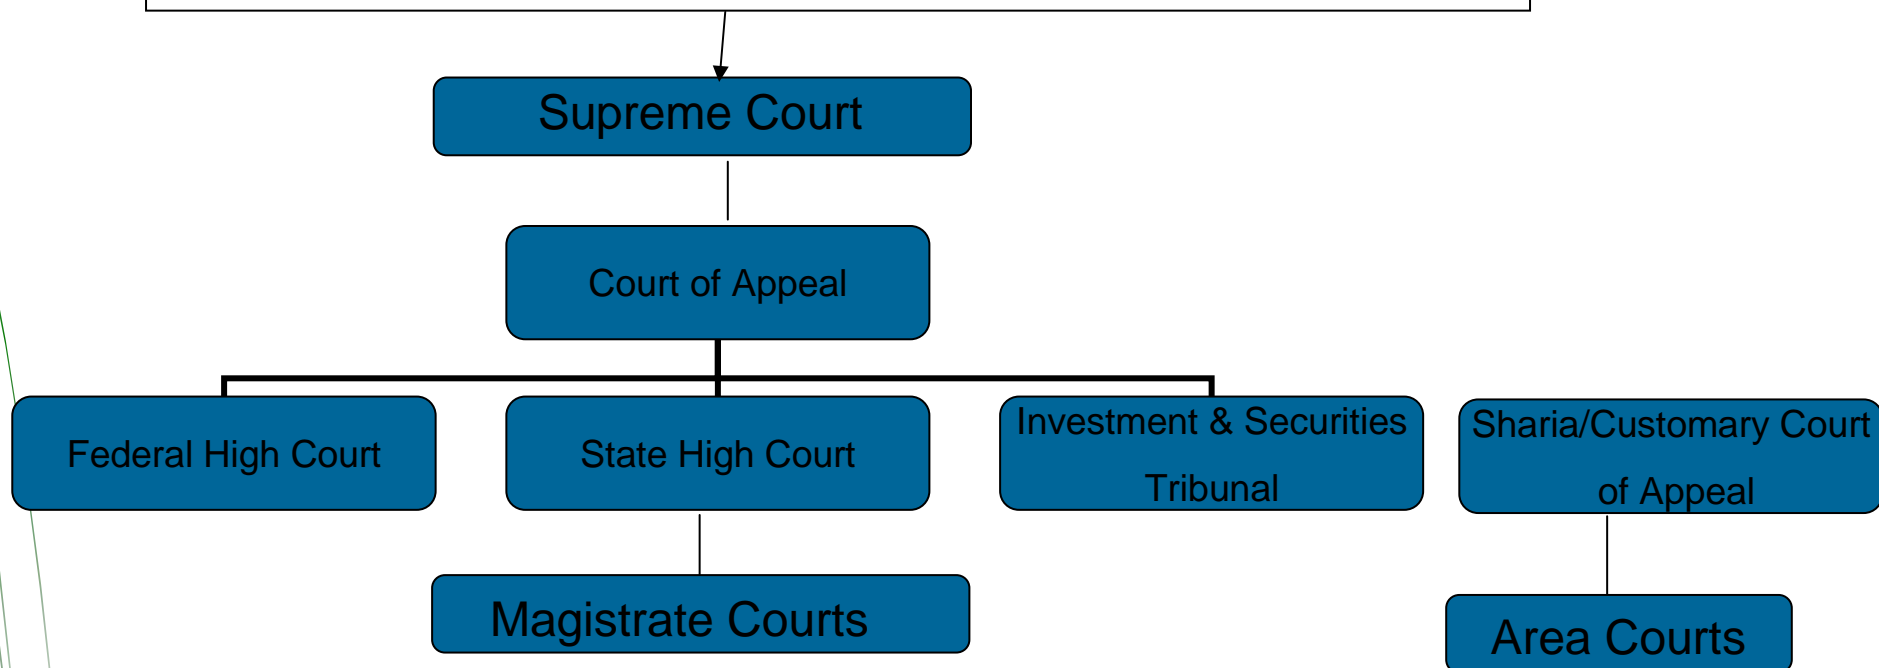 Supreme Court
Court of Appeal
Federal High Court
State High Court
Investment & Securities
Tribunal
Sharia/Customary Court
of Appeal
Magistrate Courts
Area Courts